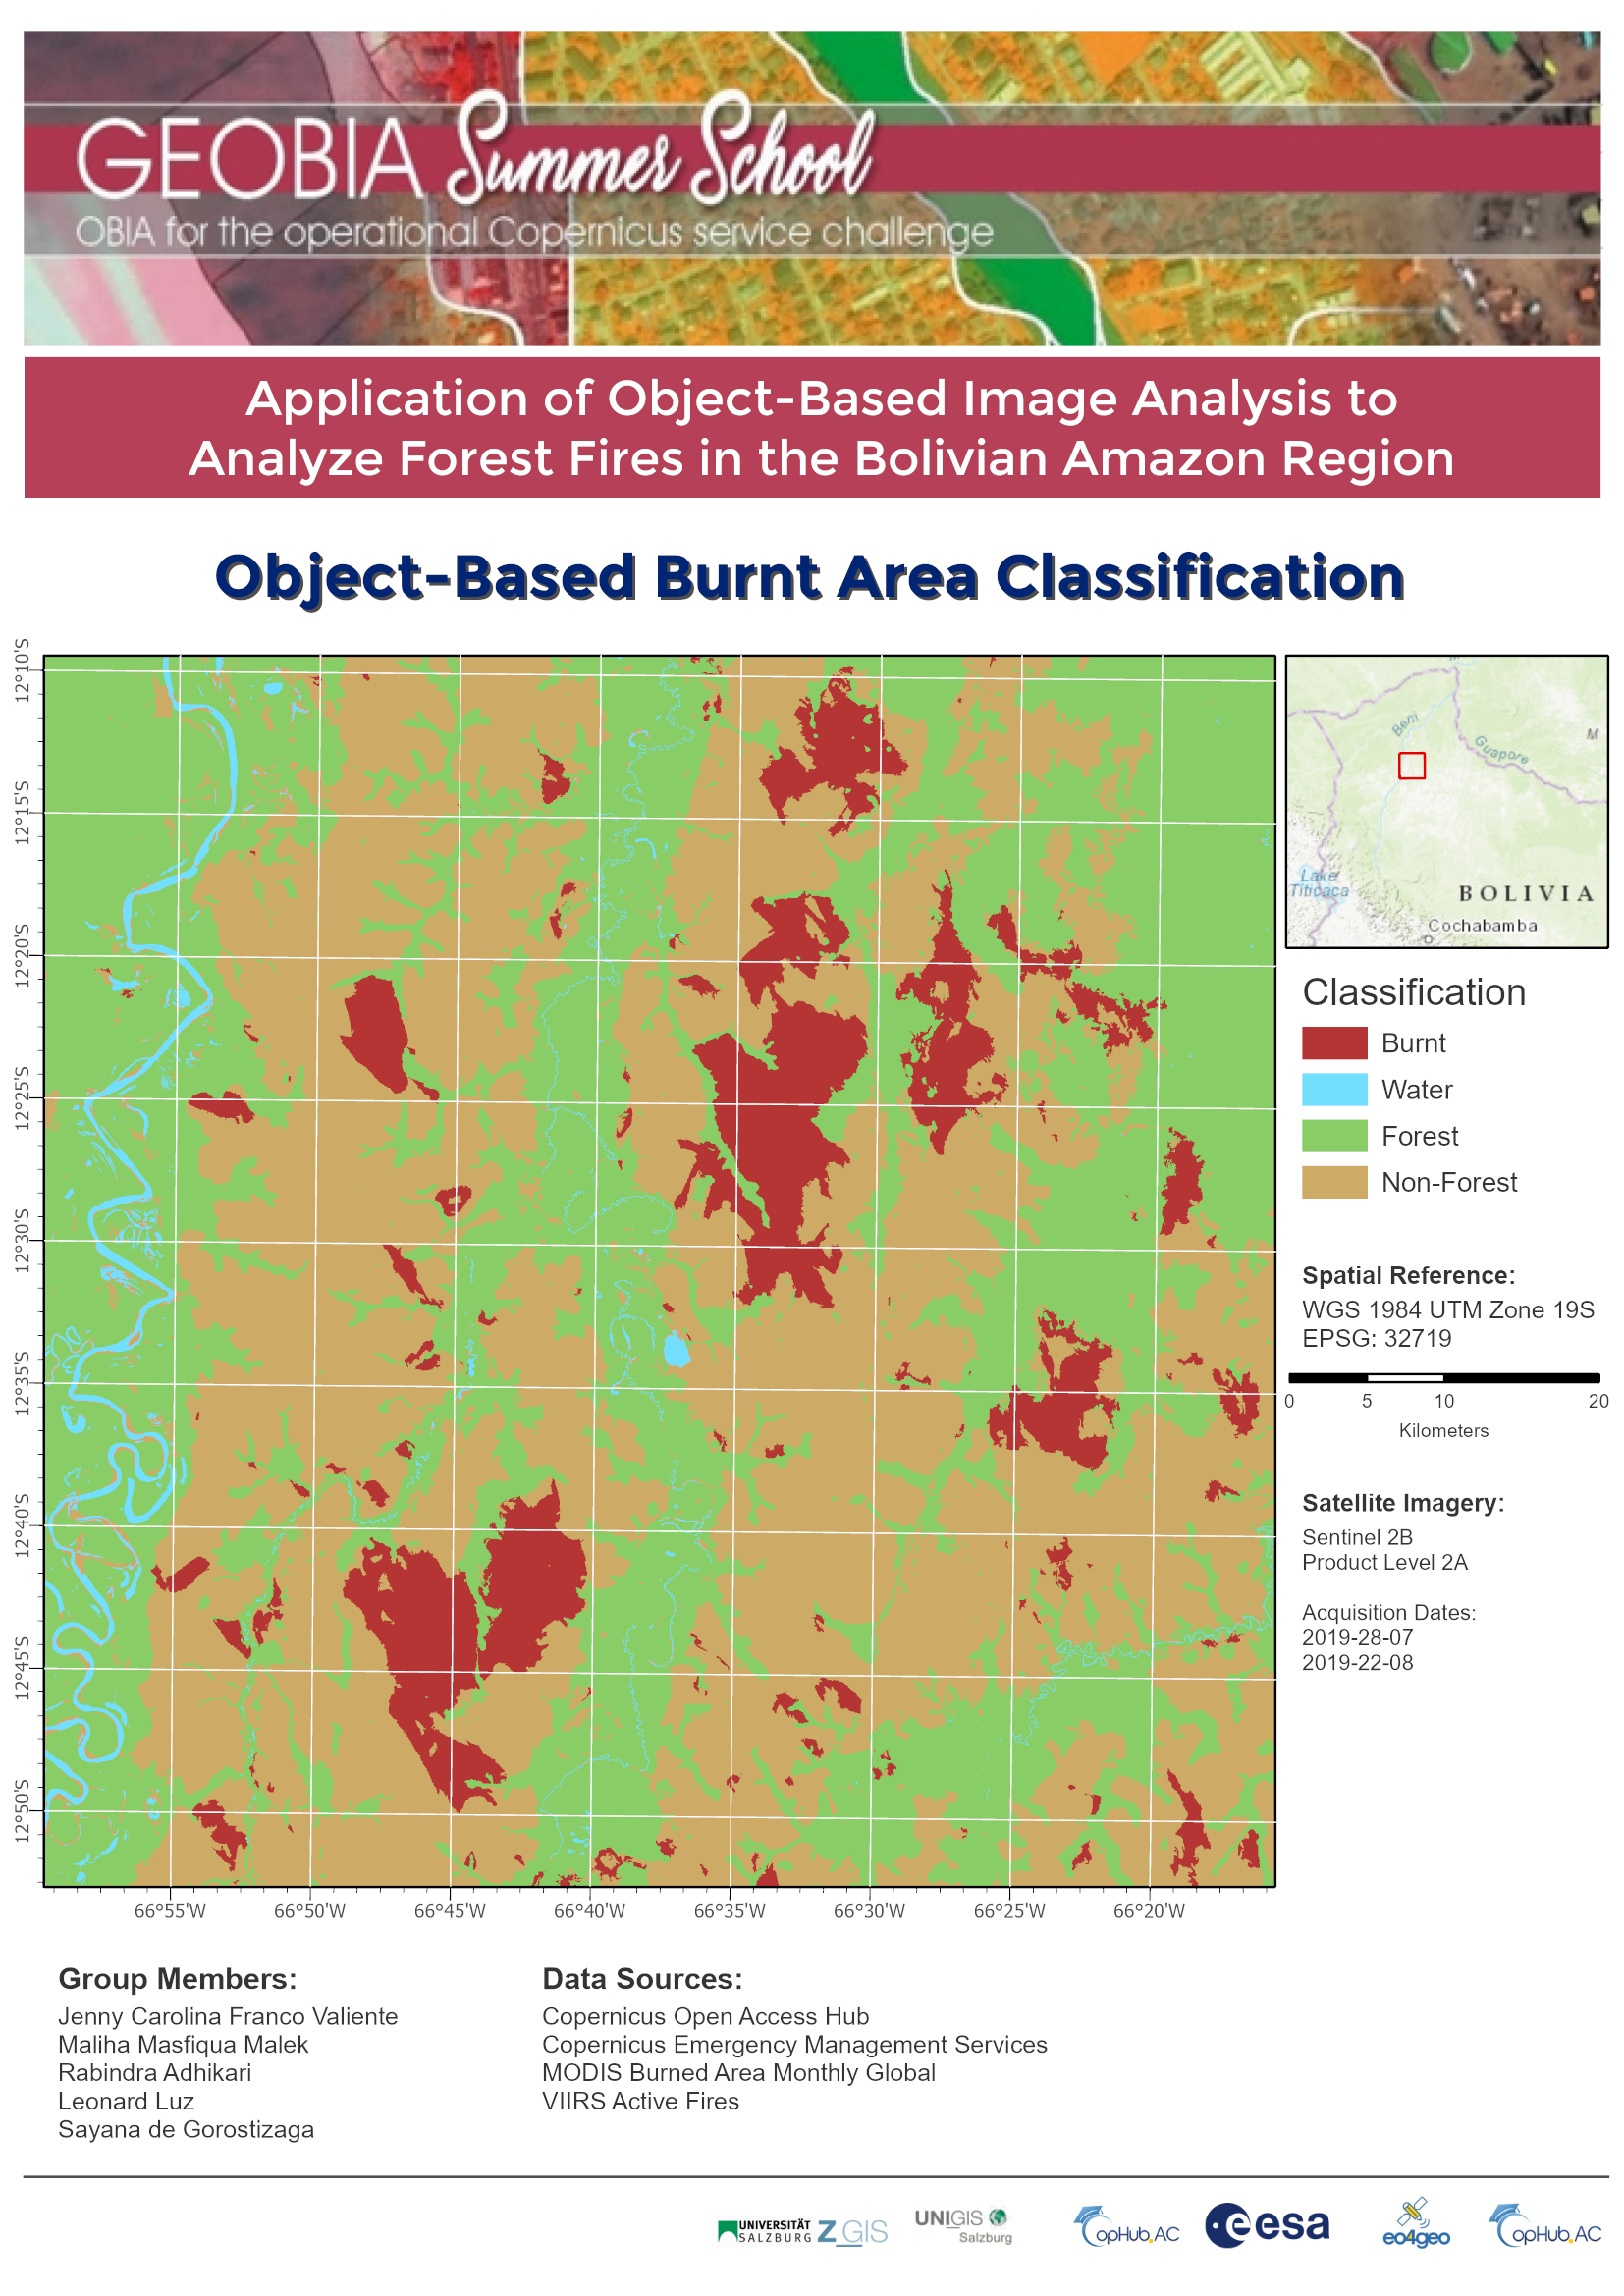 GEOBIA Summer School
OBIA for the operational Copernicus service challenge
Application of Object-Based Image Analysis to
Analyze Forest Fires in the Bolivian Amazon Region
Object-Based Burnt Area Classification
12°10'S
12°15'S
12°20'S
12°25'S
12°30'S
12°35'S
12°40'S
12°45'S
12°50'S
66°55'W
66°50'W
66°45'W
66°40'W
66°35'W
66°30'W
66°25'W
66°20'W
Beni
Guapore
M
Lake
Titicaca
BOLIVIA
Cochabamba
Classification
Burnt
Water
Forest
Non-Forest
Spatial Reference:
WGS 1984 UTM Zone 19S
EPSG: 32719
0 5 10 20
Kilometers
Satellite Imagery:
Sentinel 2B
Product Level 2A
Acquisition Dates:
2019-28-07
2019-22-08
Group Members:
Jenny Carolina Franco Valiente
Maliha Masfiqua Malek
Rabindra Adhikari
Leonard Luz
Sayana de Gorostizaga
Data Sources:
Copernicus Open Access Hub
Copernicus Emergency Management Services
MODIS Burned Area Monthly Global
VIIRS Active Fires
UNIVERSITÄT
SALZBURG
Z_GIS
UNIGIS
Salzburg
CopHub.AC
esa
eo4geo
CopHub.AC